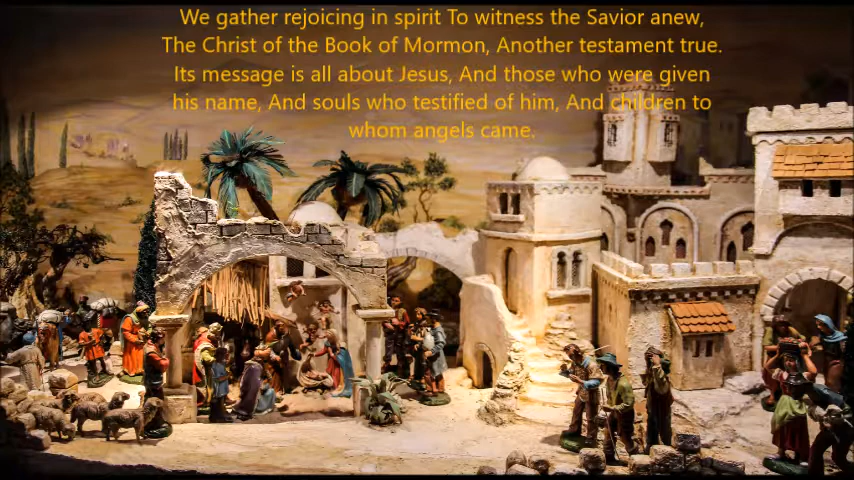 We gather rejoicing in spirit To witness the Savior anew,
The Christ of the Book of Mormon, Another testament true.
Its message is all about Jesus, And those who were given
his name, And souls who testified of him, And children to
whom angels came.